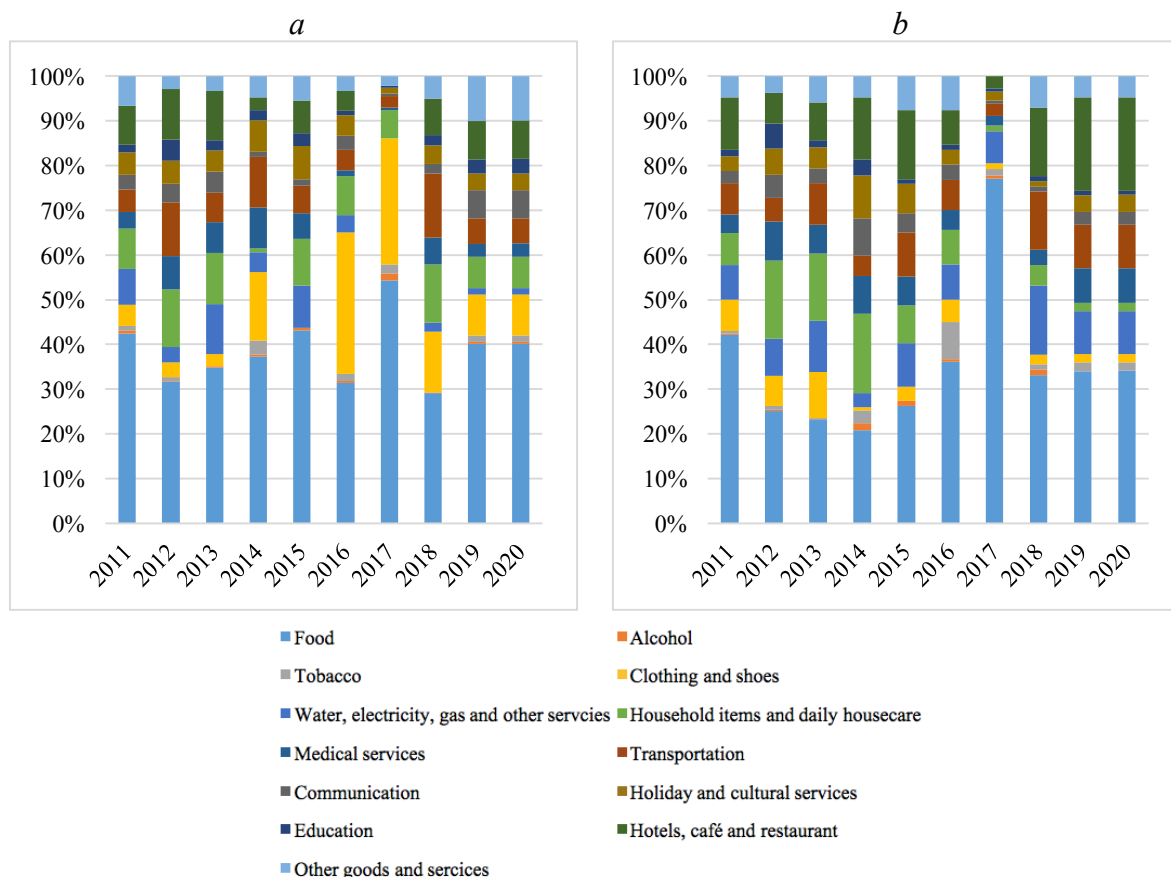 a
b
100%
90%
80%
70%
60%
50%
40%
30%
20%
10%
0%
2011
2012
2013
2014
2015
2016
2017
2018
2019
2020
100%
90%
80%
70%
60%
50%
40%
30%
20%
10%
0%
2011
2012
2013
2014
2015
2016
2017
2018
2019
2020
Food
Alcohol
Tobacco
Clothing and shoes
Water, electricity, gas and other servcies
Household items and daily housecare
Medical services
Transportation
Communication
Holiday and cultural services
Education
Hotels, café and restaurant
Other goods and sercices